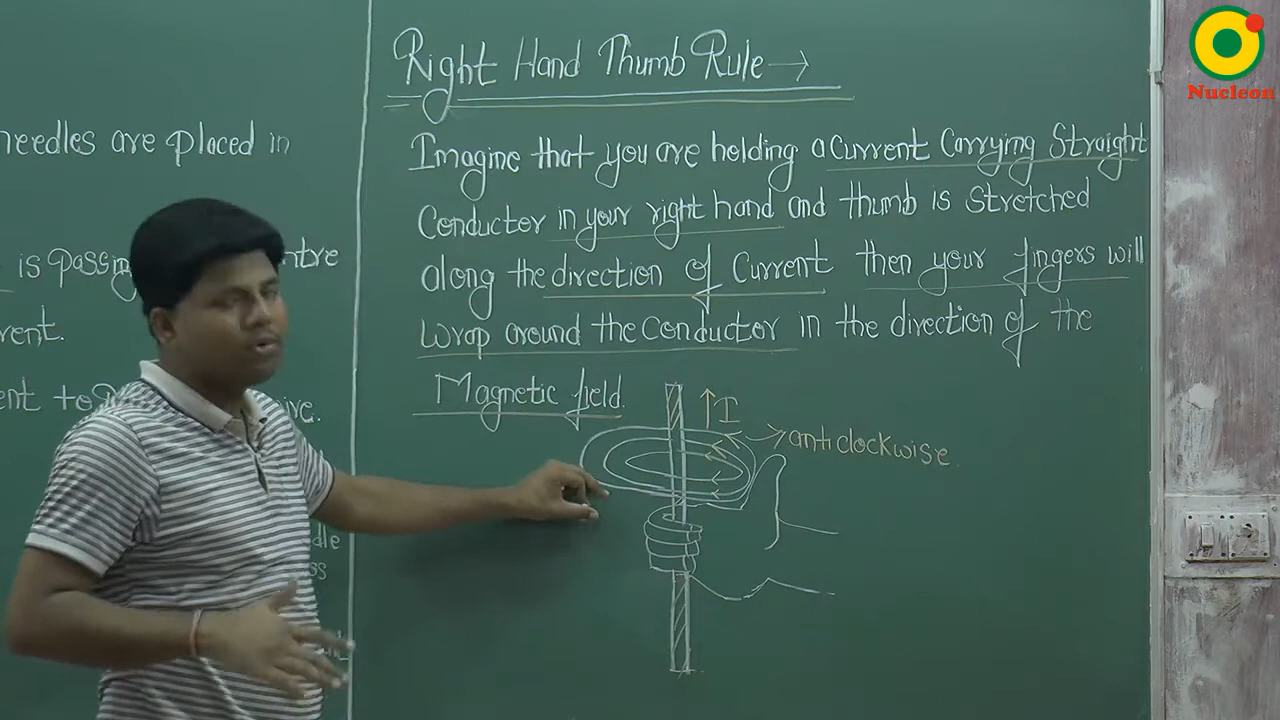 Right Hand Thumb Rule →
Imagine that you are holding a Current Carrying Straight
Conductor in your right hand and thumb is stretched
along the direction of Current then your fingers will
wrap around the conductor in the direction of the
Magnetic field.
↑ I
→ anticlockwise.
needles are placed in
is passing
ntre
rent.
ent to
ive.
dle
ss
Nucleon